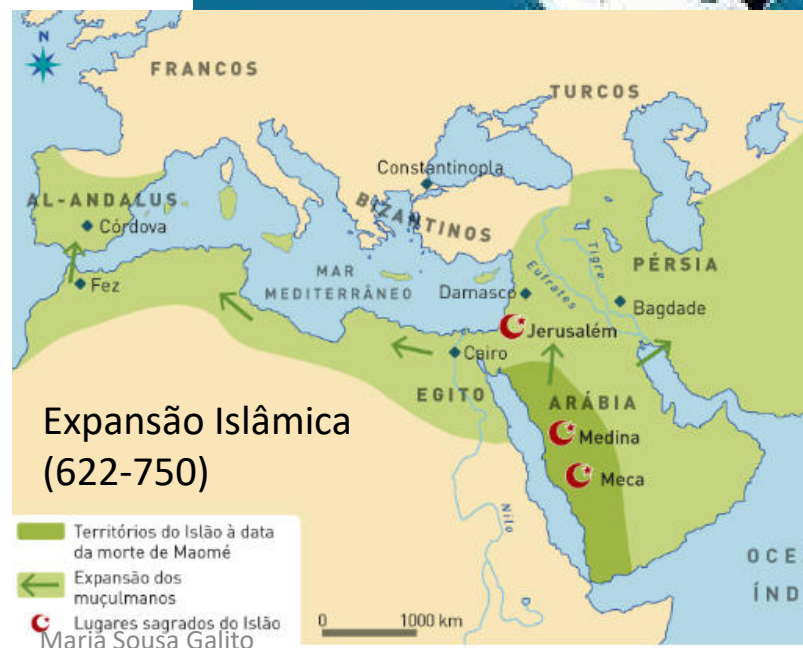 N
FRANCOS
TURCOS
Constantinopla
AL-ANDALUS
BIZANTINOS
Córdova
Tigre
PÉRSIA
MAR
MEDITERRÂNEO
Damasco
Eufrates
Fez
Bagdade
Jerusalém
Cairo
EGITO
ARÁBIA
Expansão Islâmica
(622-750)
Medina
Meca
Nilo
Territórios do Islão à data
da morte de Maomé
OCE
Expansão dos
muçulmanos
ÍND
Lugares sagrados do Islão
0 1000 km
Maria Sousa Galito